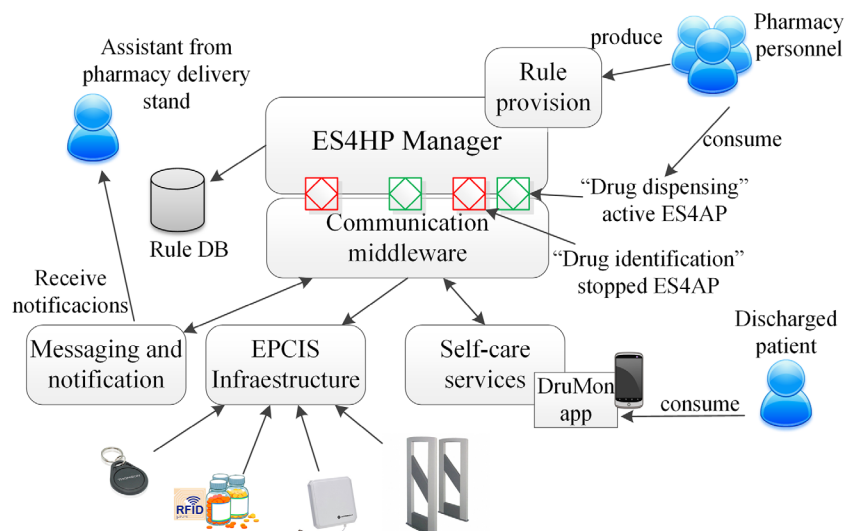 Assistant from
pharmacy delivery
stand
produce
Pharmacy
personnel
Rule
provision
ES4HP Manager
consume
Rule DB
Communication
middleware
“Drug dispensing”
active ES4AP
“Drug identification”
stopped ES4AP
Receive
notificacions
Messaging and
notification
EPCIS
Infraestructure
Self-care
services
DruMon
app
consume
Discharged
patient
RFID